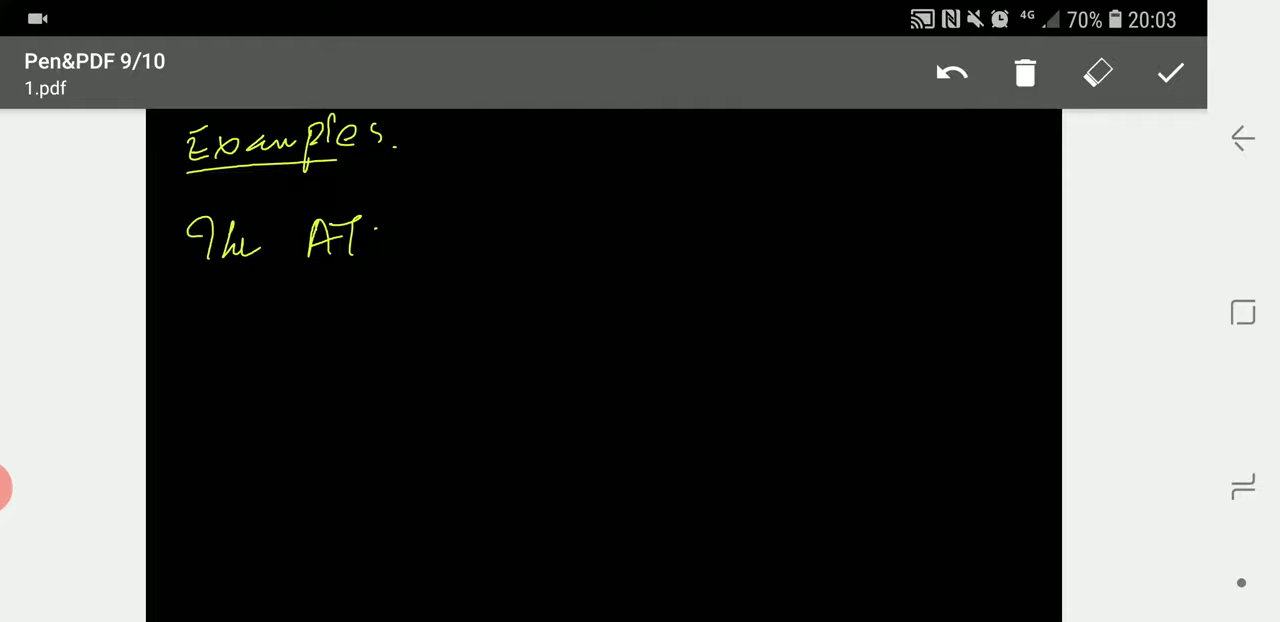 4G 70% 20:03
Pen&PDF 9/10
1.pdf
Examples.
The AT